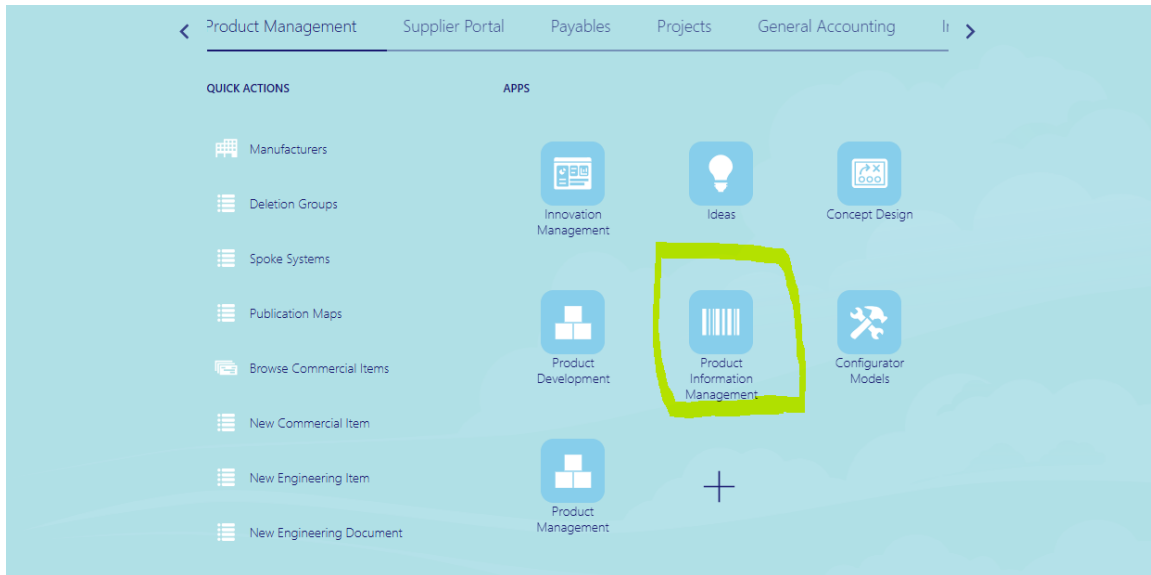 Product Management
Supplier Portal
Payables
Projects
General Accounting
QUICK ACTIONS
Manufacturers
Deletion Groups
Spoke Systems
Publication Maps
Browse Commercial Items
New Commercial Item
New Engineering Item
New Engineering Document
APPS
Innovation
Management
Ideas
Concept Design
Product
Development
Product
Information
Management
Configurator
Models
Product
Management